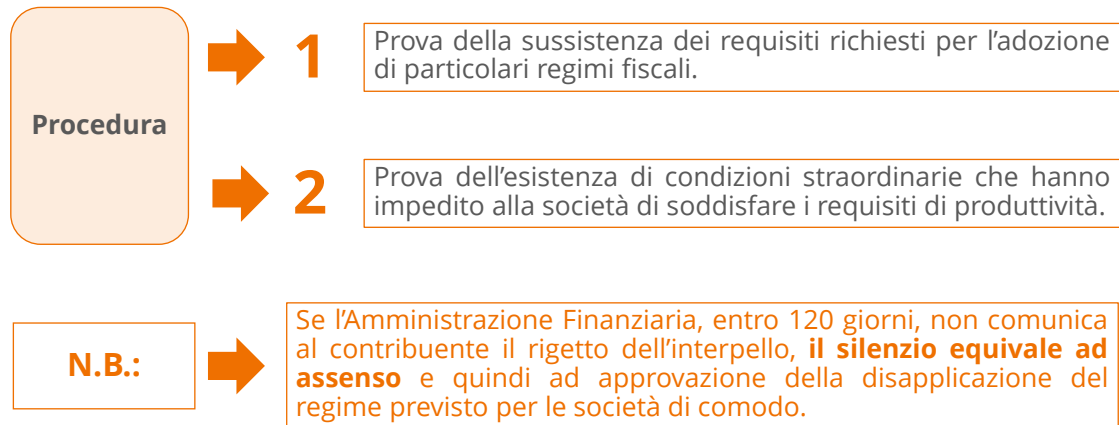 Procedura
1
Prova della sussistenza dei requisiti richiesti per l'adozione
di particolari regimi fiscali.
2
Prova dell'esistenza di condizioni straordinarie che hanno
impedito alla società di soddisfare i requisiti di produttività.
N.B.:
Se l'Amministrazione Finanziaria, entro 120 giorni, non comunica
al contribuente il rigetto dell'interpello, il silenzio equivale ad
assenso e quindi ad approvazione della disapplicazione del
regime previsto per le società di comodo.